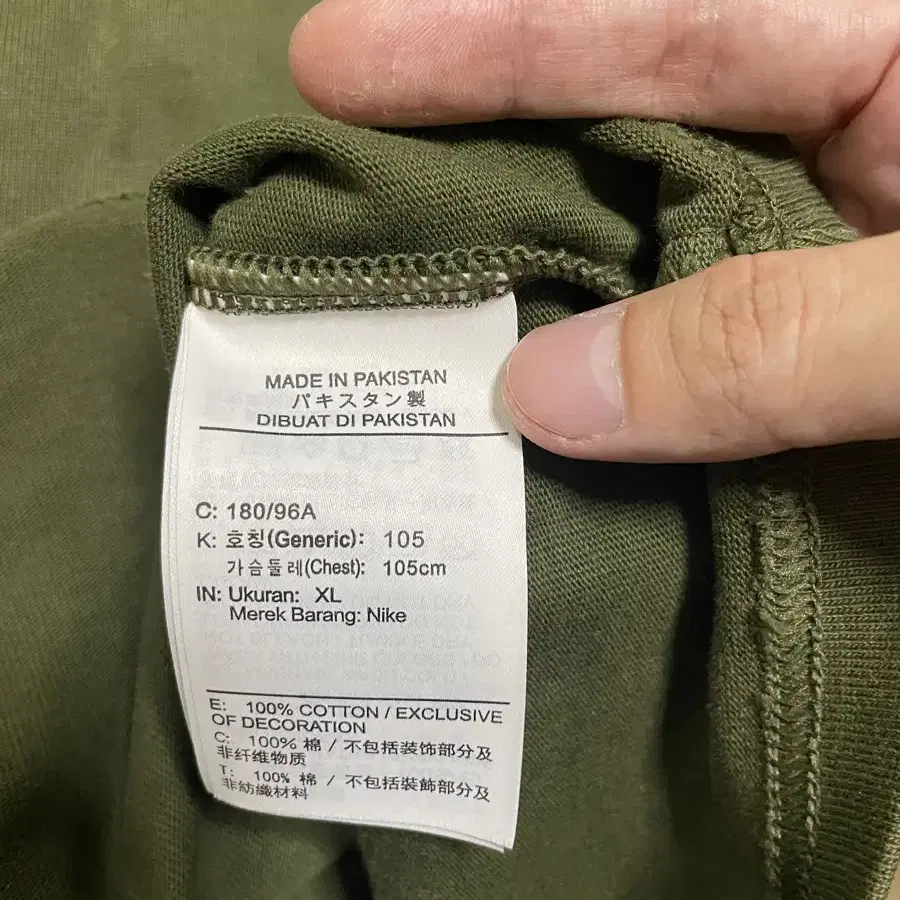 MADE IN PAKISTAN
パキスタン製
DIBUAT DI PAKISTAN
C: 180/96A
K: 호칭(Generic): 105
가슴둘레(Chest): 105cm
IN: Ukuran: XL
Merek Barang: Nike
E: 100% COTTON / EXCLUSIVE
OF DECORATION
C: 100% 棉 / 不包括装饰部分及
非纤维物质
T: 100% 棉 / 不包括裝飾部分及
非紡織材料